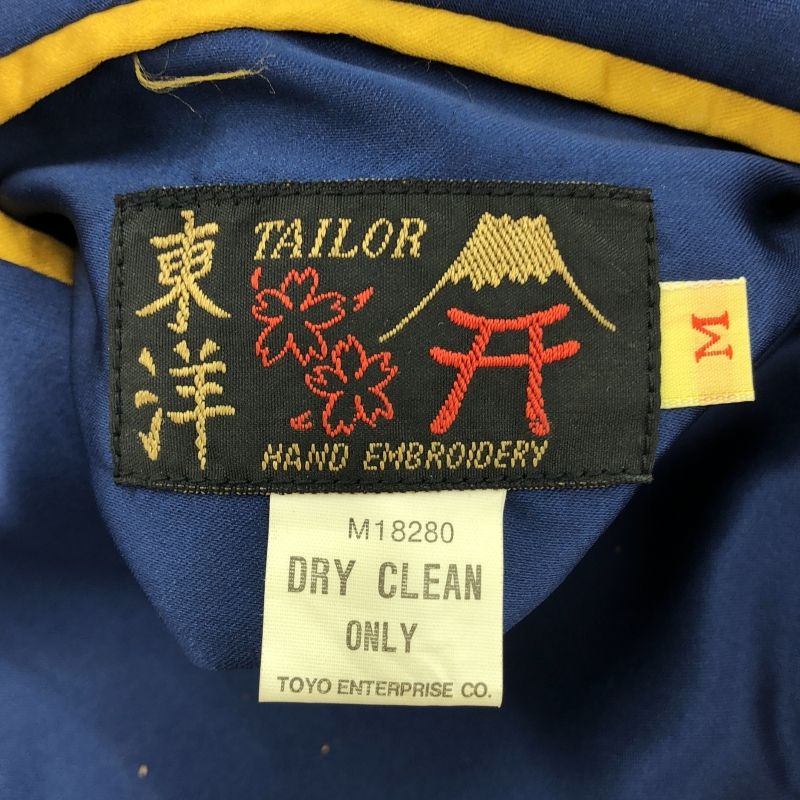 東洋
TAILOR
HAND EMBROIDERY
M
M18280
DRY CLEAN
ONLY
TOYO ENTERPRISE CO.